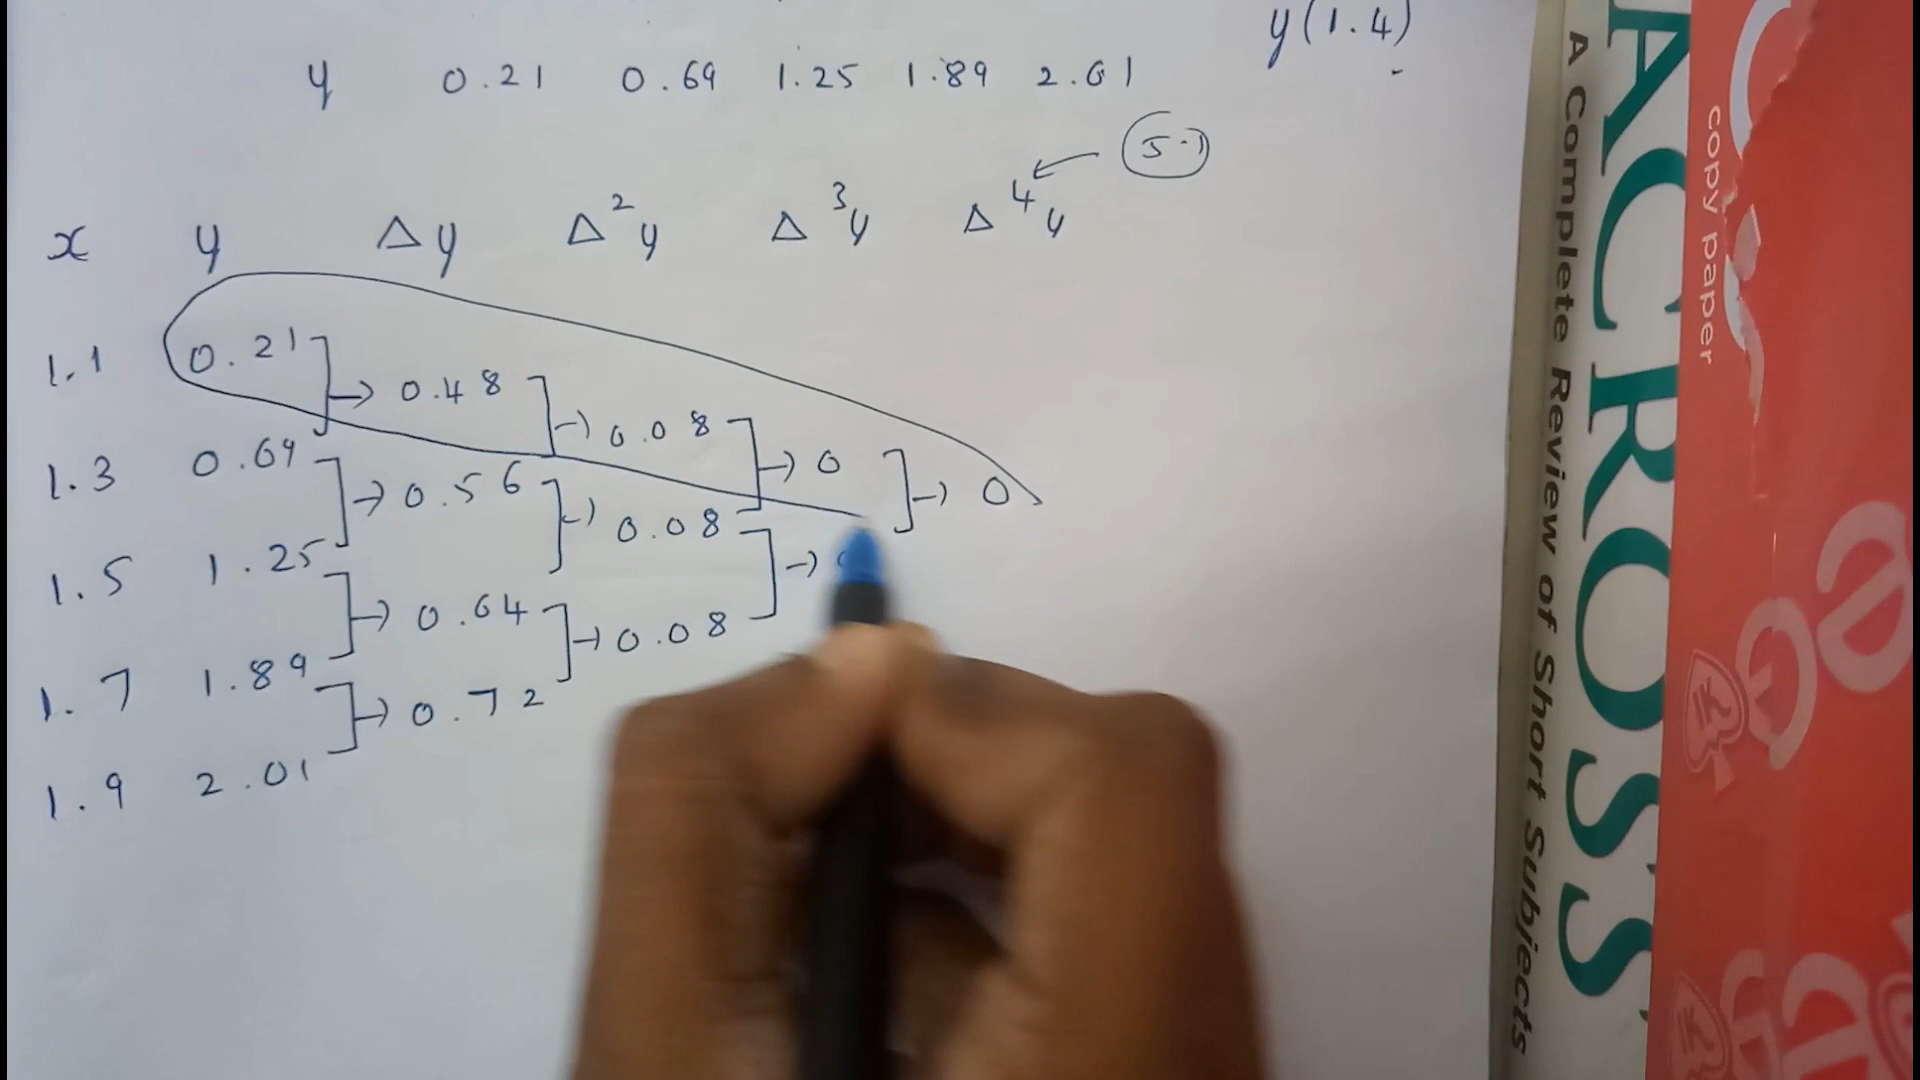 y(1.4)
y 0.21 0.69 1.25 1.89 2.61
5-1
x y Δy Δ²y Δ³y Δ⁴y
1.1 0.21 → 0.48 → 0.08 → 0 → 0
1.3 0.69 → 0.56 → 0.08 →
1.5 1.25 → 0.64 → 0.08
1.7 1.89 → 0.72
1.9 2.01
ACROSS
A Complete Review of Short Subjects
copy paper